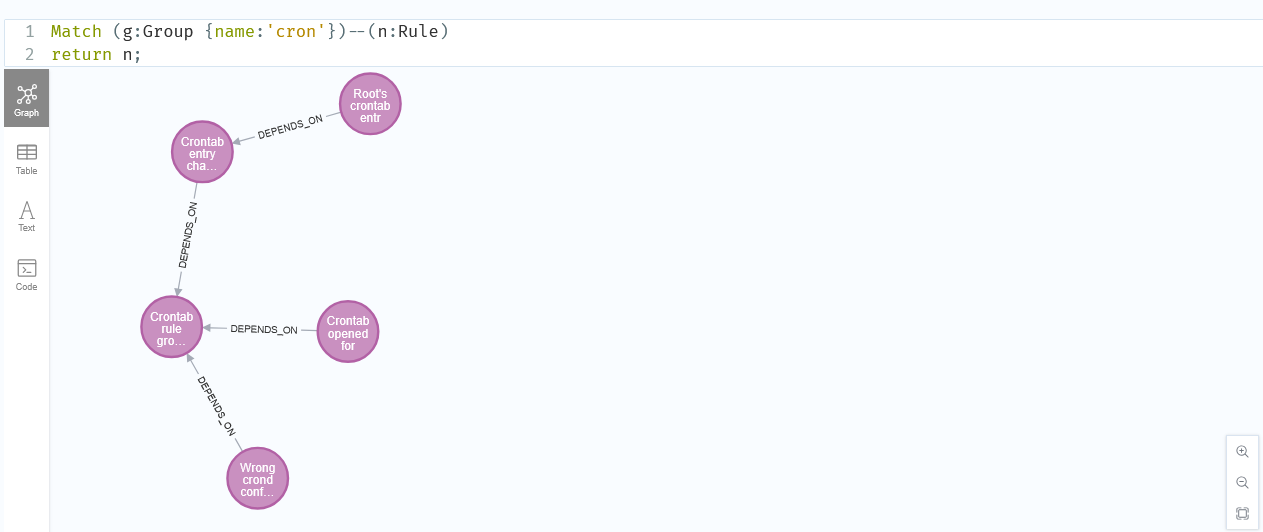 1 Match (g:Group {name:'cron'})--(n:Rule)
2 return n;
Graph
Table
Text
Code
Root's
crontab
entr
DEPENDS_ON
Crontab
entry
cha...
DEPENDS_ON
Crontab
rule
gro...
DEPENDS_ON
Crontab
opened
for
DEPENDS_ON
Wrong
crond
conf...